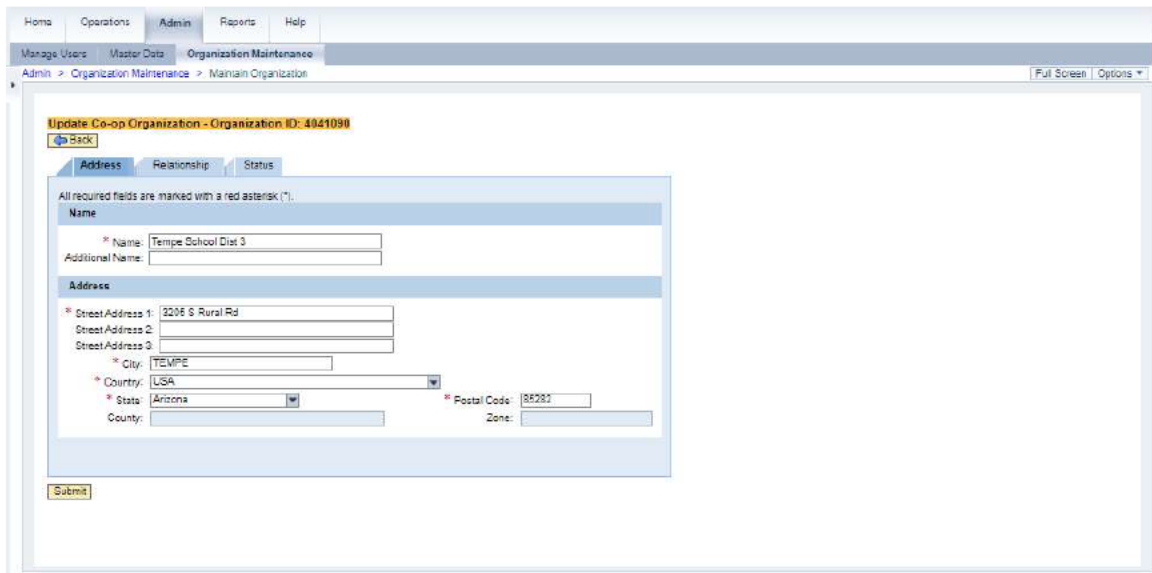 Home Operations Admin Reports Help
Manage Users Master Data Organization Maintenance
Admin > Organization Maintenance > Maintain Organization Full Screen Options
Update Co-op Organization - Organization ID: 4041090
Back
Address Relationship Status
All required fields are marked with a red asterisk (*).
Name
* Name: Tempe School Dist 3
Additional Name:
Address
* Street Address 1: 3205 S Rural Rd
Street Address 2:
Street Address 3:
* City: TEMPE
* Country: USA
* State: Arizona * Postal Code: 85282
County: Zone:
Submit